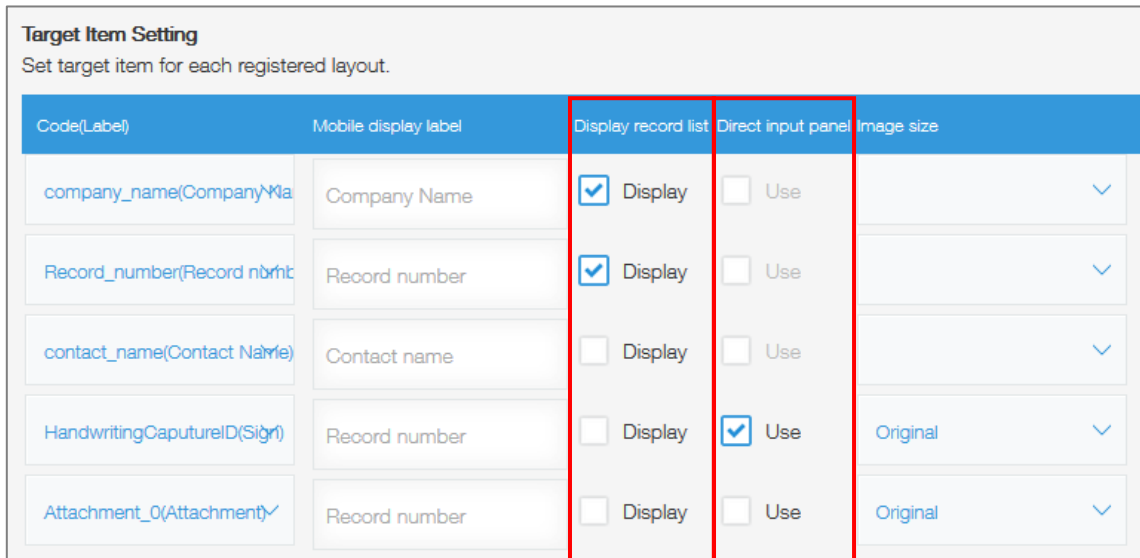 Target Item Setting
Set target item for each registered layout.
Code(Label) Mobile display label Display record list Direct input panel Image size
company_name(Company Company Name Display Use
Record_number(Record Record number Display Use
contact_name(Contact Name) Contact name Display Use
HandwritingCaputureID(Sign) Record number Display Use Original
Attachment_0(Attachment) Record number Display Use Original